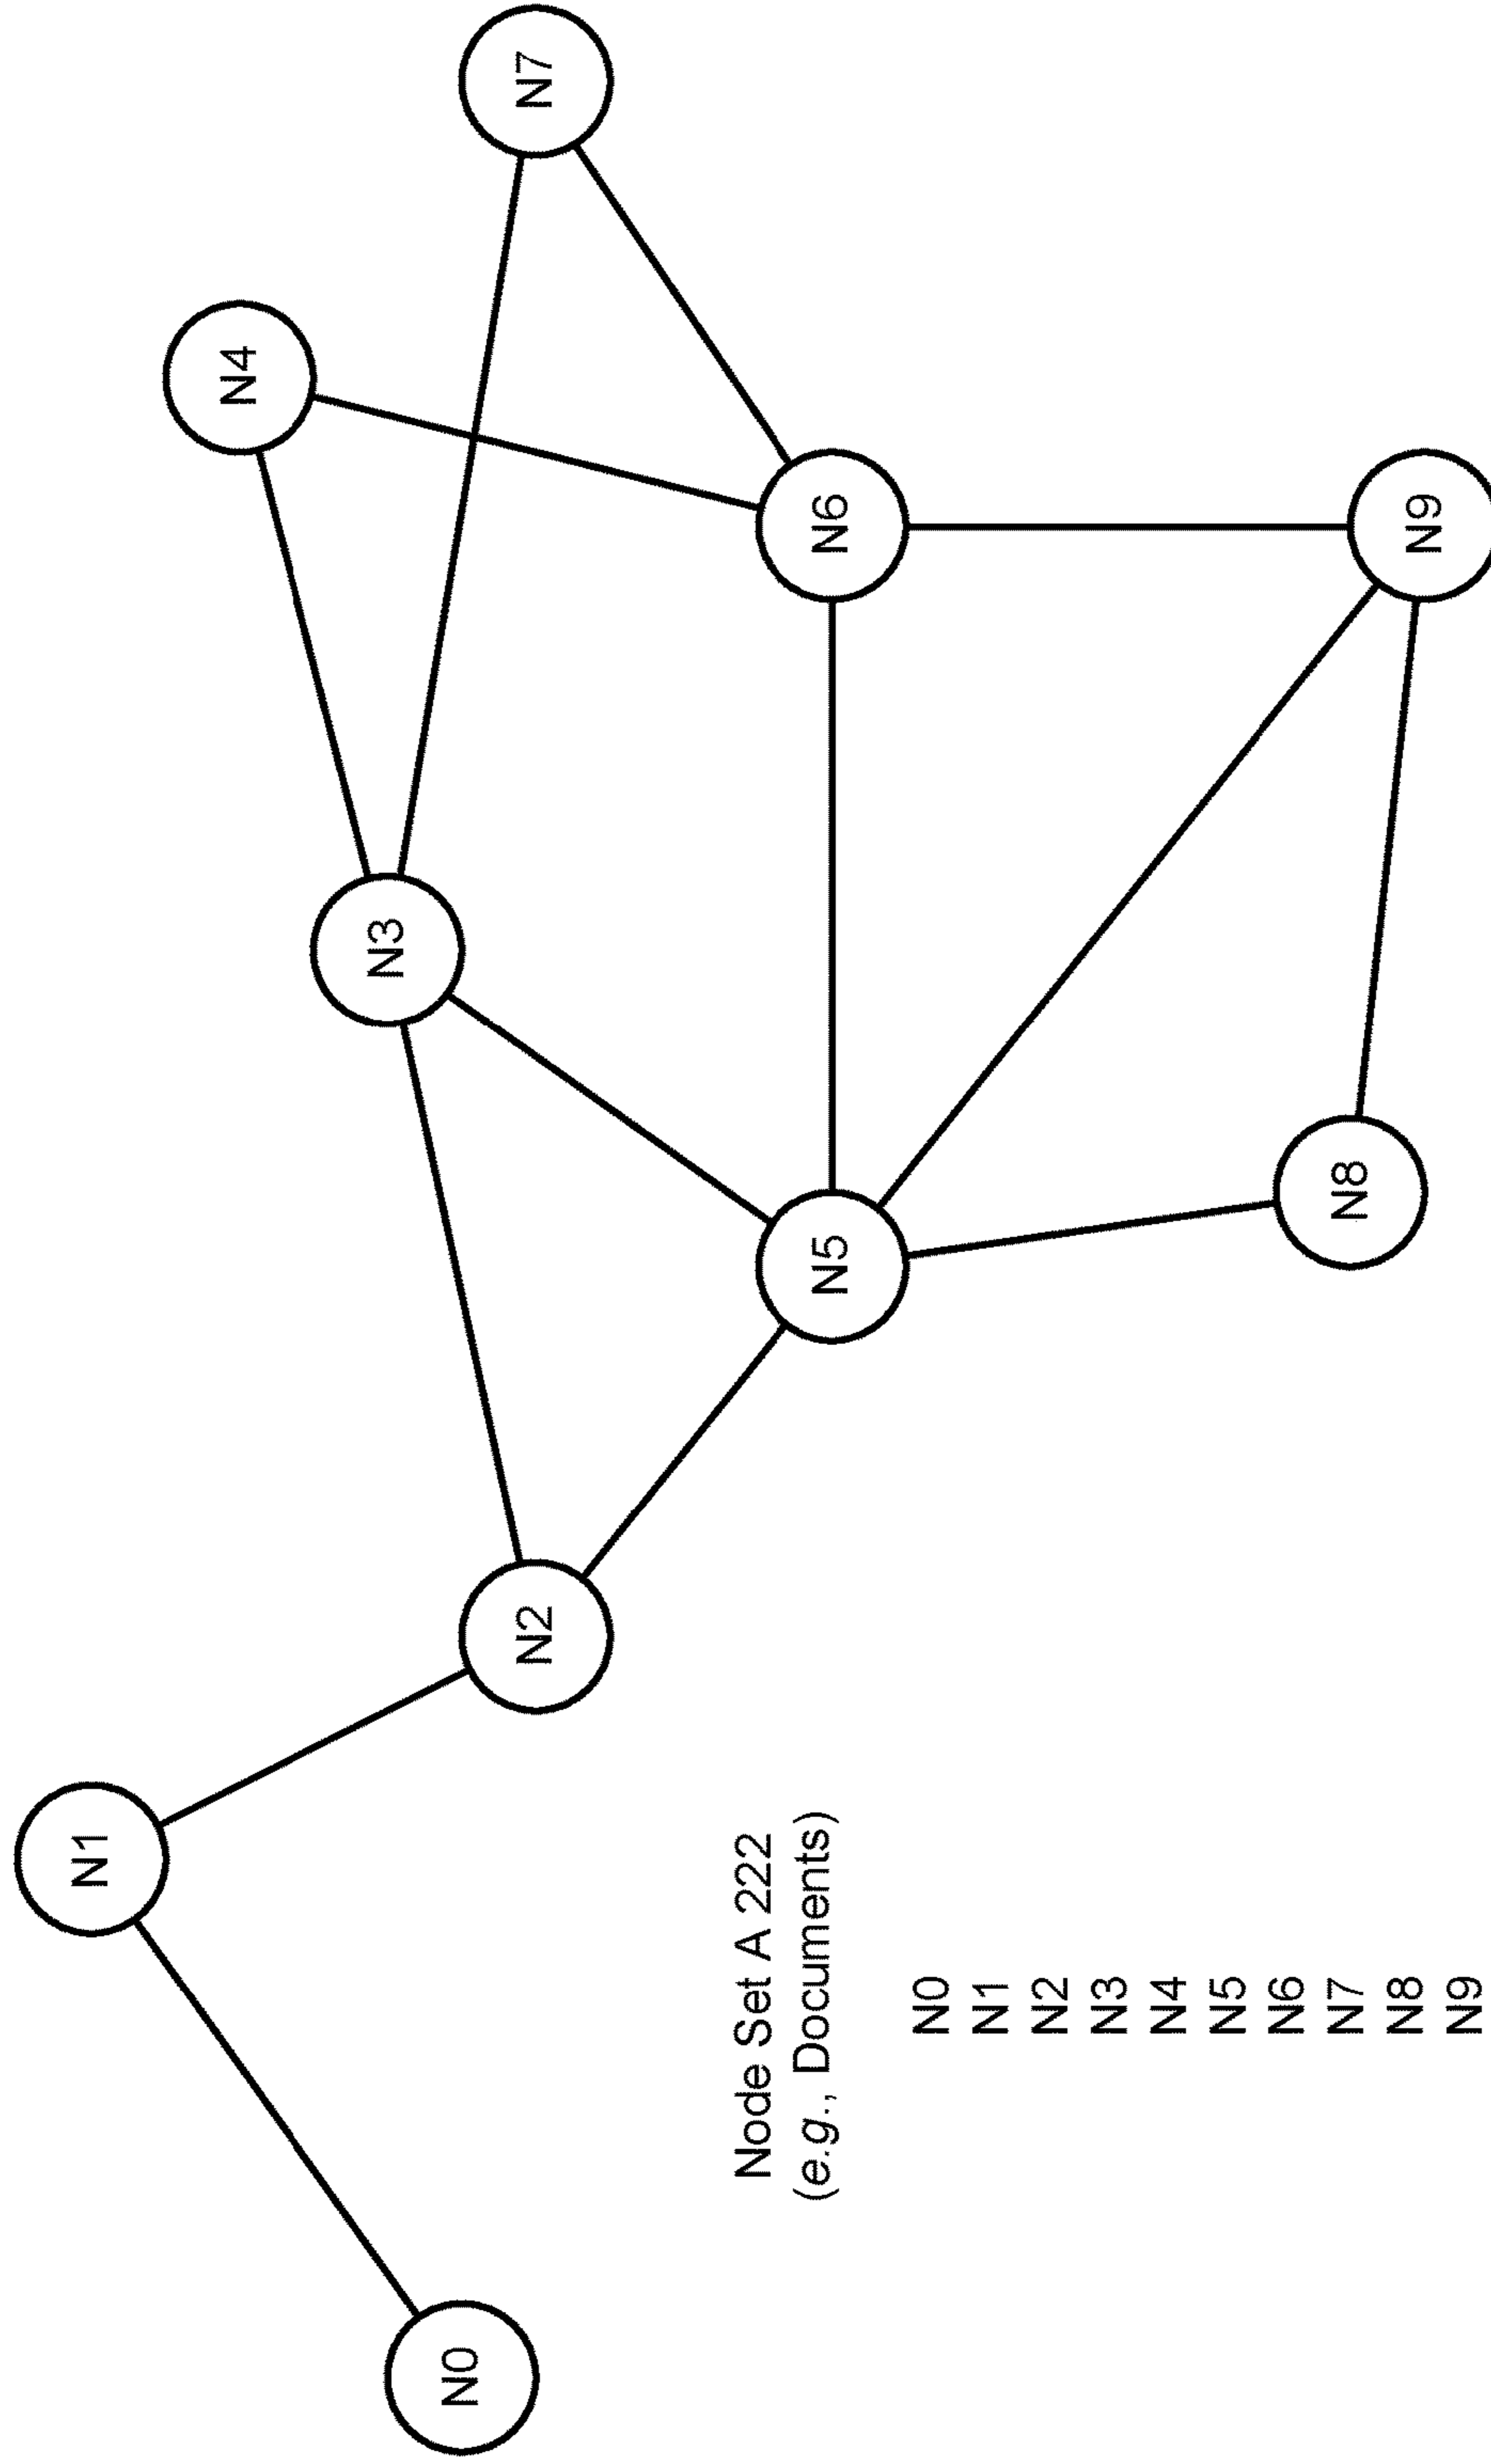 N0
N1
N2
N3
N4
N5
N6
N7
N8
N9
Node Set A 222
(e.g., Documents)
N0
N1
N2
N3
N4
N5
N6
N7
N8
N9